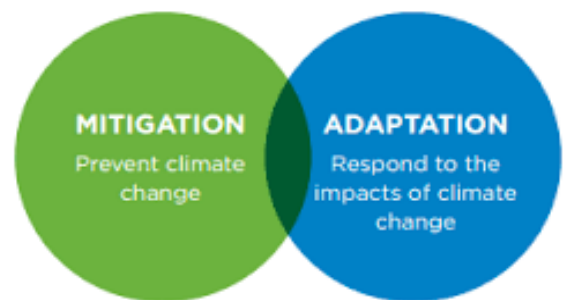 MITIGATION
Prevent climate
change
ADAPTATION
Respond to the
impacts of climate
change